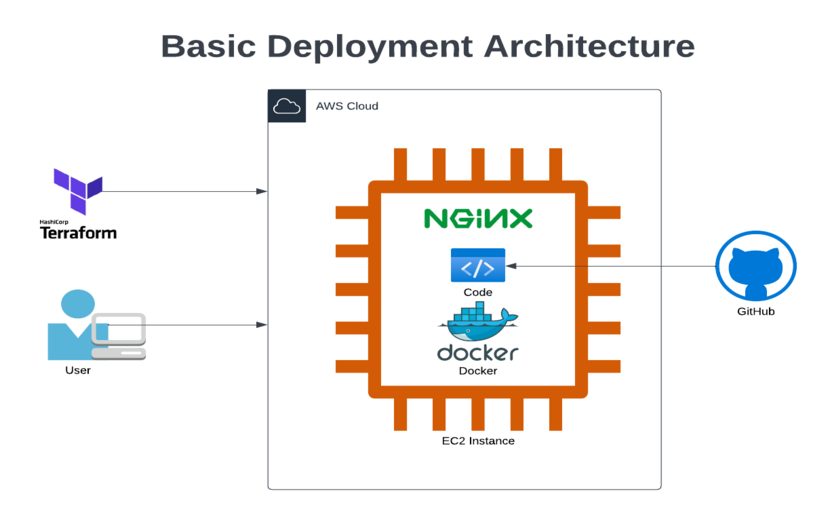 Basic Deployment Architecture
AWS Cloud
HashiCorp
Terraform
NGINX
</>
Code
GitHub
docker
Docker
User
EC2 Instance